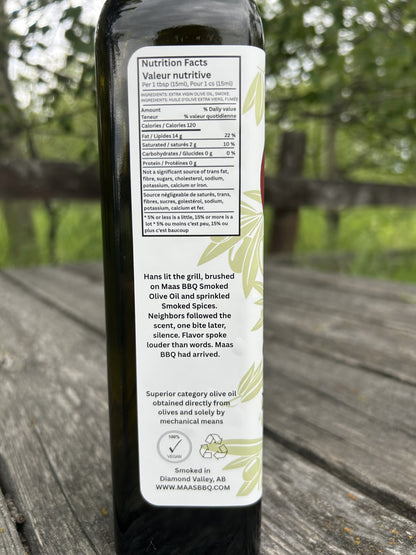 Nutrition Facts
Valeur nutritive
Per 1 tbsp (15ml), Pour 1 cs (15ml)
INGREDIENTS: EXTRA VIRGIN OLIVE OIL, SMOKE
INGREDIENTS: HUILE D'OLIVE EXTRA VIERG, FUMÉE
Amount % Daily value
Teneur % valeur quotidienne
Calories / Calories 120
Fat / Lipides 14 g 22 %
Saturated / saturés 2 g 10 %
Carbohydrates / Glucides 0 g 0 %
Protein / Protéines 0 g
Not a significant source of trans fat,
fibre, sugars, cholesterol, sodium,
potassium, calcium or iron.
Source négligeable de saturés, trans,
fibres, sucres, golestérol, sodium,
potassium, calcium et fer.
* 5% or less is a little, 15% or more is a
lot * 5% ou moins c'est peu, 15% ou
plus c'est beaucoup
Hans lit the grill, brushed
on Maas BBQ Smoked
Olive Oil and sprinkled
Smoked Spices.
Neighbors followed the
scent, one bite later,
silence. Flavor spoke
louder than words. Maas
BBQ had arrived.
Superior category olive oil
obtained directly from
olives and solely by
mechanical means
100%
VEGAN
Smoked in
Diamond Valley, AB
WWW.MAASBBQ.COM